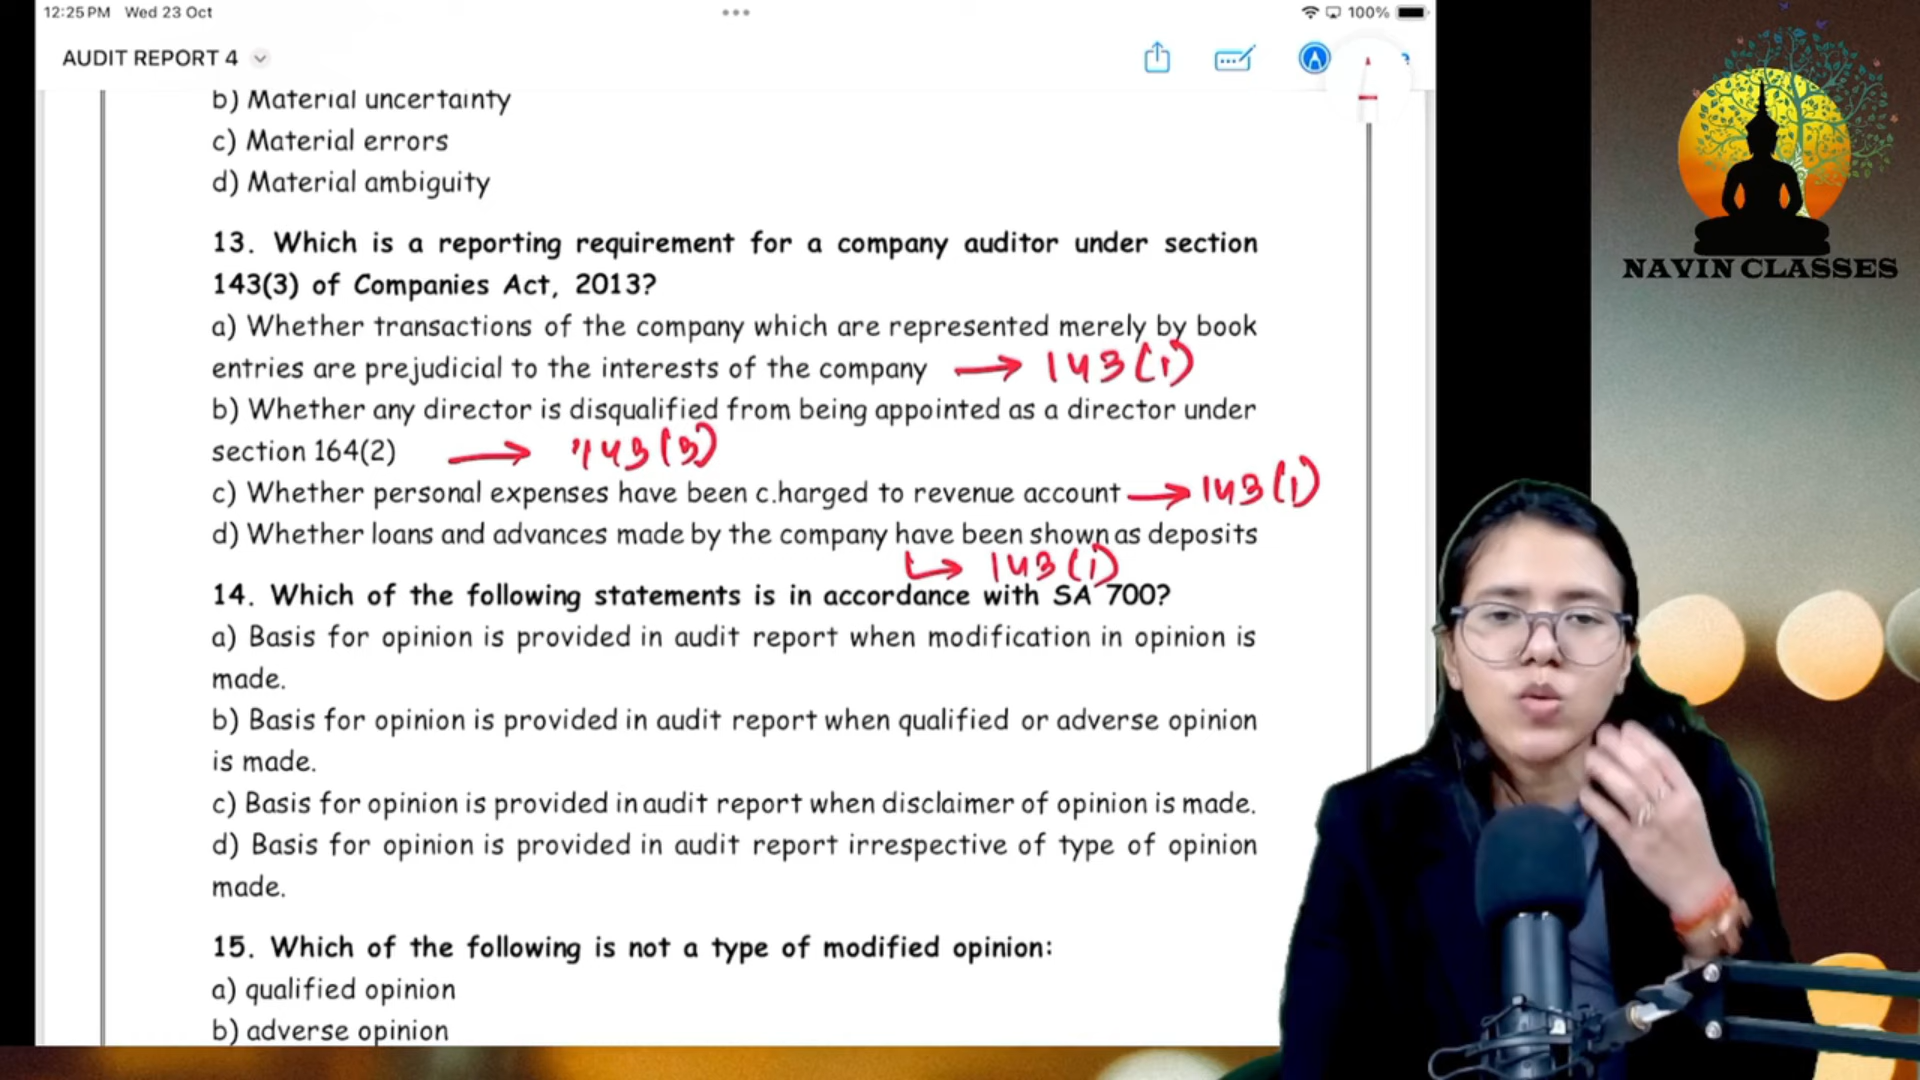 12:25 PM Wed 23 Oct
100%
AUDIT REPORT 4
b) Material uncertainty
c) Material errors
d) Material ambiguity
NAVIN CLASSES
13. Which is a reporting requirement for a company auditor under section
143(3) of Companies Act, 2013?
a) Whether transactions of the company which are represented merely by book
entries are prejudicial to the interests of the company → 143(1)
b) Whether any director is disqualified from being appointed as a director under
section 164(2) → 143(3)
c) Whether personal expenses have been c.harged to revenue account → 143(1)
d) Whether loans and advances made by the company have been shown as deposits
↳ 143(1)
14. Which of the following statements is in accordance with SA 700?
a) Basis for opinion is provided in audit report when modification in opinion is
made.
b) Basis for opinion is provided in audit report when qualified or adverse opinion
is made.
c) Basis for opinion is provided in audit report when disclaimer of opinion is made.
d) Basis for opinion is provided in audit report irrespective of type of opinion
made.
15. Which of the following is not a type of modified opinion:
a) qualified opinion
b) adverse opinion